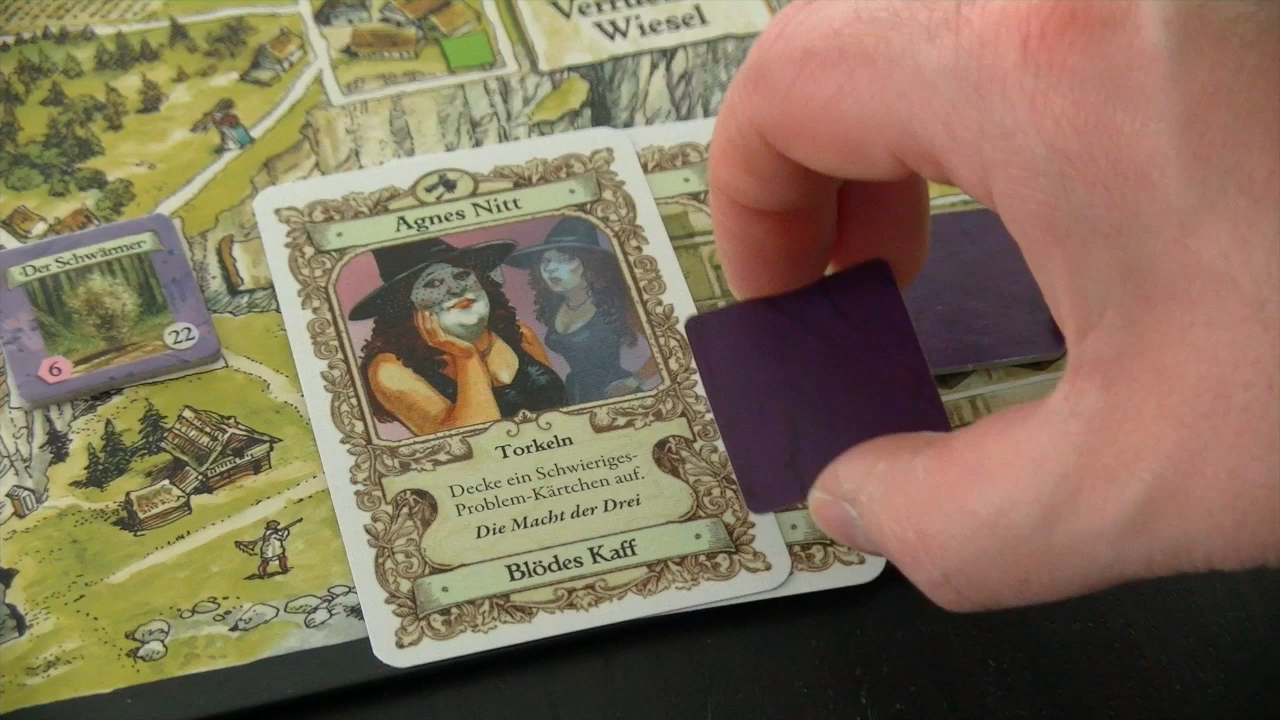 Wiesel
Der Schwärmer
6
22
Agnes Nitt
Torkeln
Decke ein Schwieriges-
Problem-Kärtchen auf.
Die Macht der Drei
Blödes Kaff